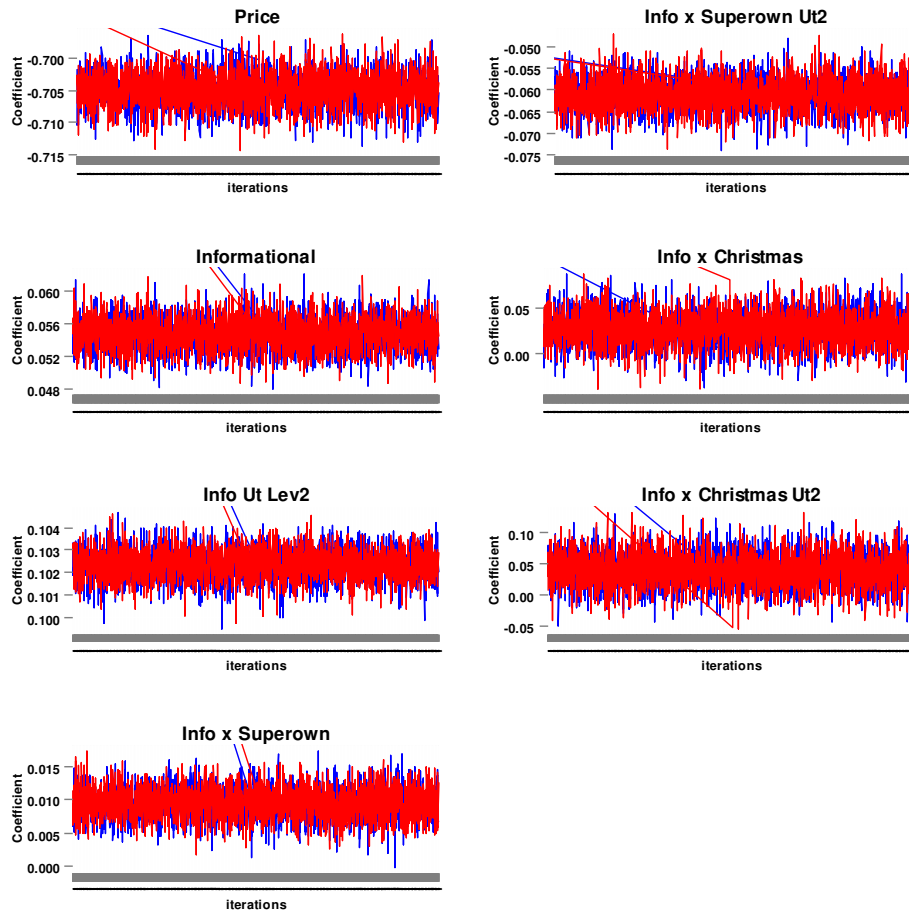 Price
Coefficient
-0.700
-0.705
-0.710
-0.715
iterations
Info x Superown Ut2
Coefficient
-0.050
-0.055
-0.060
-0.065
-0.070
-0.075
iterations
Informational
Coefficient
0.060
0.056
0.052
0.048
iterations
Info x Christmas
Coefficient
0.05
0.00
iterations
Info Ut Lev2
Coefficient
0.104
0.103
0.102
0.101
0.100
iterations
Info x Christmas Ut2
Coefficient
0.10
0.05
0.00
-0.05
iterations
Info x Superown
Coefficient
0.015
0.010
0.005
0.000
iterations